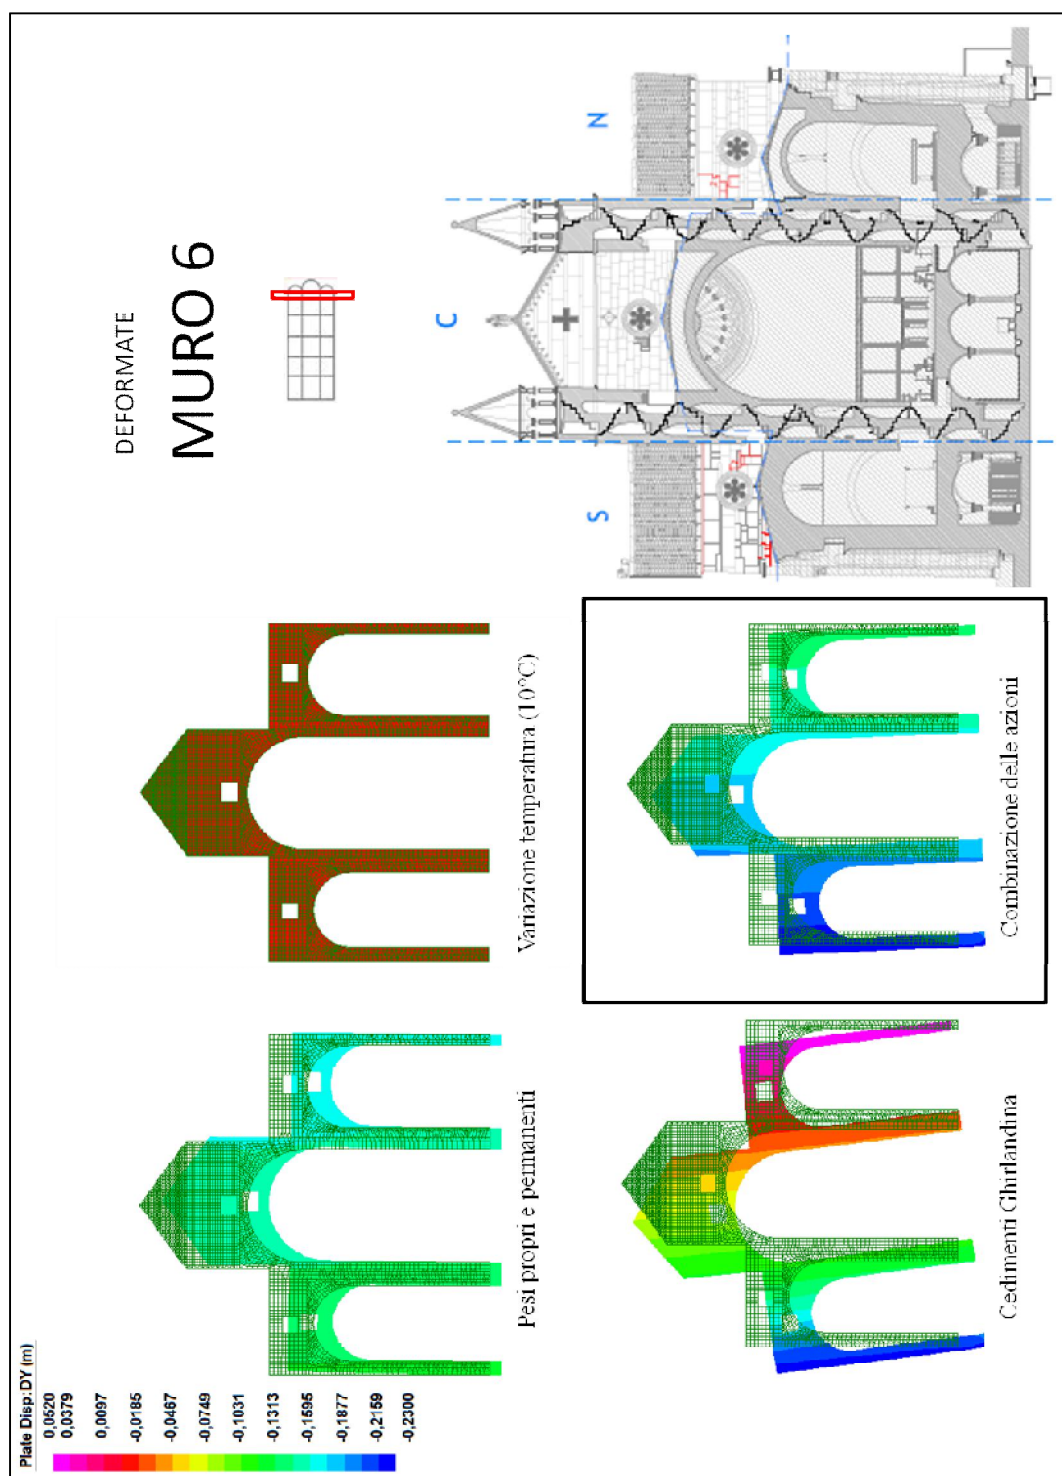 DEFORMATE
MURO 6
Plate Disp:DY (m)
0,0520
0,0379
0,0097
-0,0185
-0,0467
-0,0749
-0,1031
-0,1313
-0,1595
-0,1877
-0,2159
-0,2300
Pesi propri e permanenti
Variazione temperatura (10°C)
Cedimenti Ghirlandina
Combinazione delle azioni
S
C
N